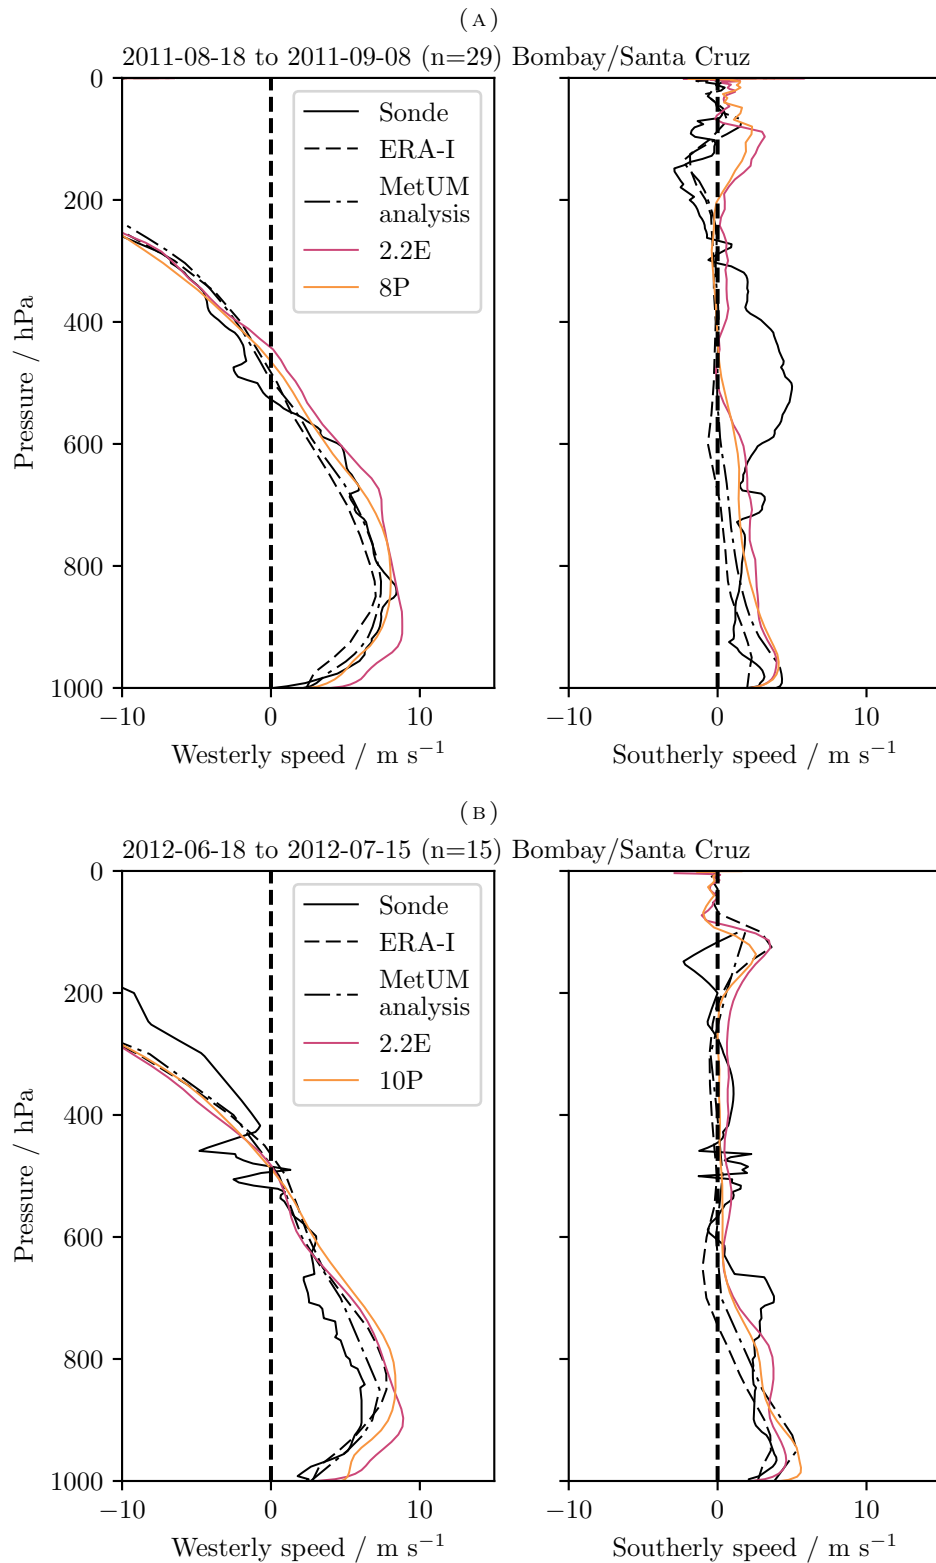 (A)
2011-08-18 to 2011-09-08 (n=29) Bombay/Santa Cruz
0
200
400
600
800
1000
Pressure / hPa
Sonde
ERA-I
MetUM
analysis
2.2E
8P
−10 0 10
−10 0 10
Westerly speed / m s⁻¹
Southerly speed / m s⁻¹
(B)
2012-06-18 to 2012-07-15 (n=15) Bombay/Santa Cruz
0
200
400
600
800
1000
Pressure / hPa
Sonde
ERA-I
MetUM
analysis
2.2E
10P
−10 0 10
−10 0 10
Westerly speed / m s⁻¹
Southerly speed / m s⁻¹